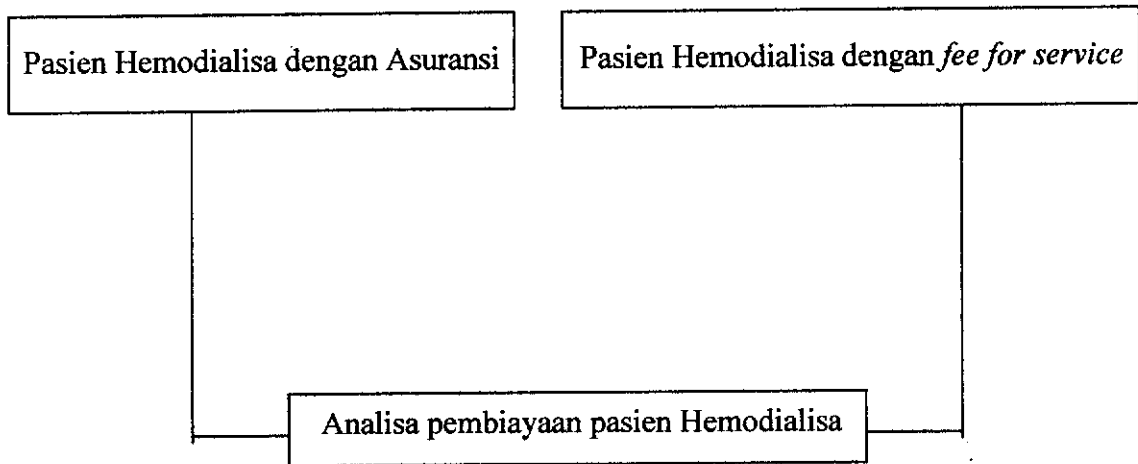 Pasien Hemodialisa dengan Asuransi
Pasien Hemodialisa dengan fee for service
Analisa pembiayaan pasien Hemodialisa